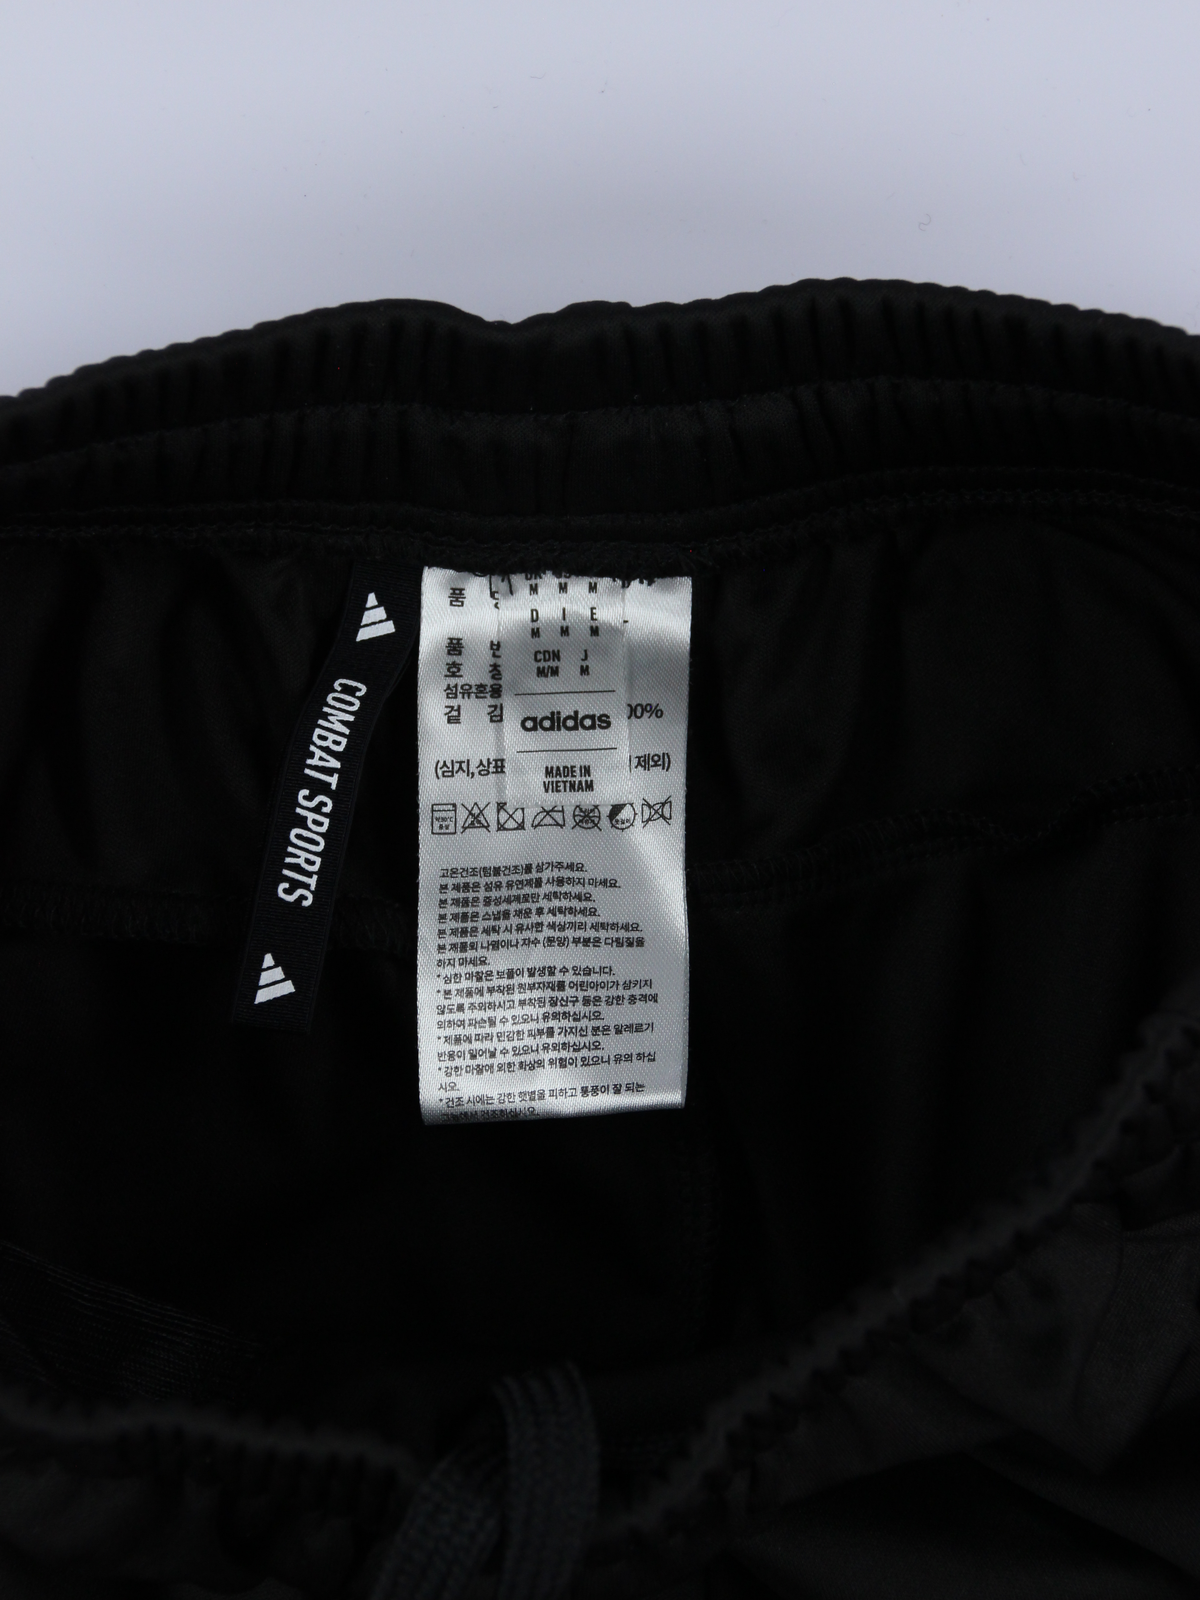 COMBAT SPORTS
M M M
D I E
M M M
CDN J
M/M M
adidas
MADE IN
VIETNAM
품
품
호
섬유혼용
겉 김 00%
(심지,상표 제외)
고온건조(텀블건조)를 삼가주세요.
본 제품은 섬유 유연제를 사용하지 마세요.
본 제품은 중성세제로만 세탁하세요.
본 제품은 스냅을 채운 후 세탁하세요.
본 제품은 세탁 시 유사한 색상끼리 세탁하세요.
본 제품의 나염이나 자수 (문양) 부분은 다림질을
하지 마세요.
* 심한 마찰은 보풀이 발생할 수 있습니다.
* 본 제품에 부착된 원부자재를 어린아이가 삼키지
않도록 주의하시고 부착된 장신구 등은 강한 충격에
의하여 파손될 수 있으니 유의하십시오.
* 제품에 따라 민감한 피부를 가지신 분은 알레르기
반응이 일어날 수 있으니 유의하십시오.
* 강한 마찰에 의한 화상의 위험이 있으니 유의 하십
시오.
* 건조 시에는 강한 햇볕을 피하고 통풍이 잘 되는
그늘에서 건조하십시오.